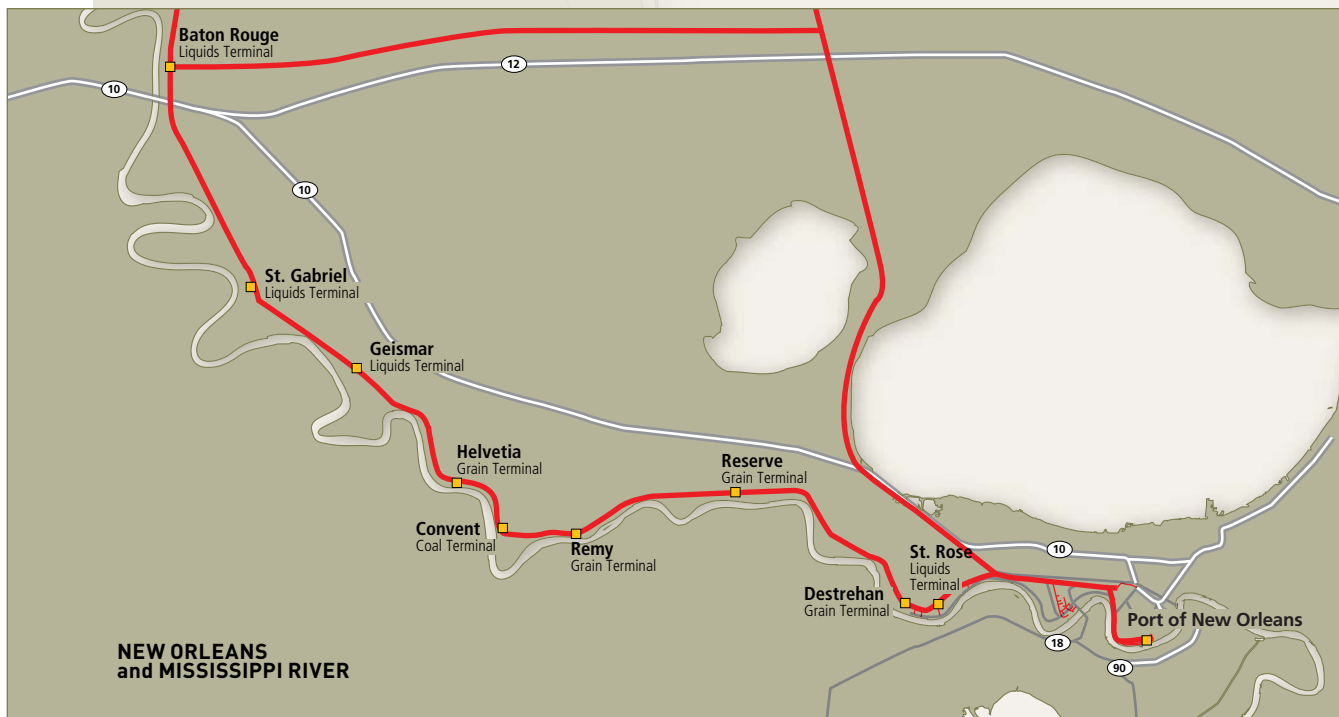 Baton Rouge
Liquids Terminal
12
10
10
St. Gabriel
Liquids Terminal
Geismar
Liquids Terminal
Helvetia
Grain Terminal
Reserve
Grain Terminal
Convent
Coal Terminal
Remy
Grain Terminal
St. Rose
Liquids
Terminal
10
Destrehan
Grain Terminal
Port of New Orleans
18
90
NEW ORLEANS
and MISSISSIPPI RIVER